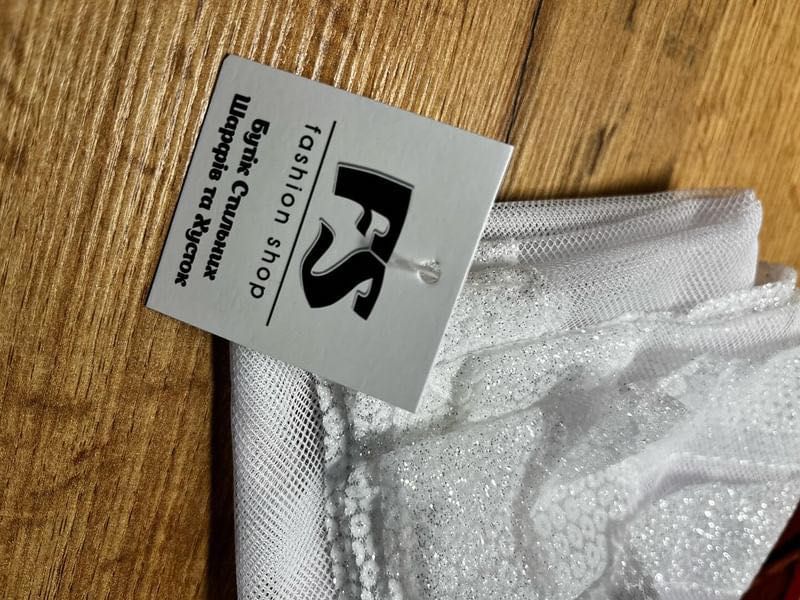 FS
fashion shop
Бутік Стильних
Шарфів та Хусток